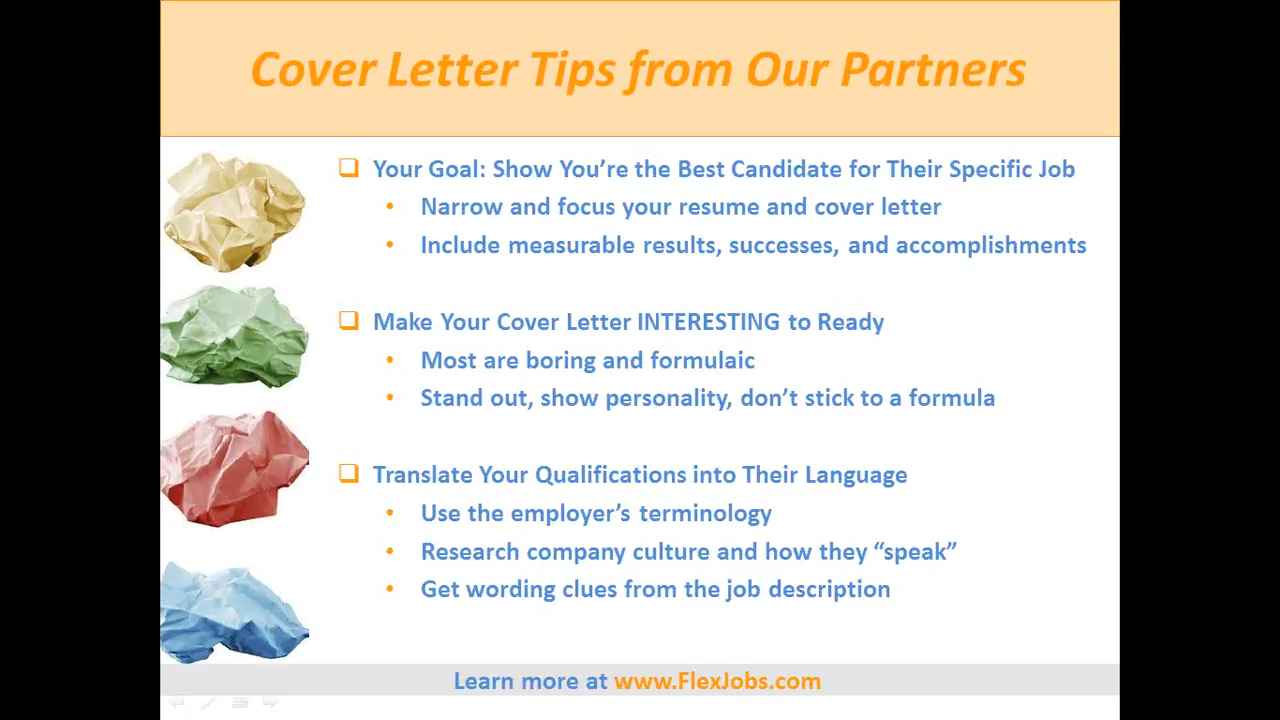 Cover Letter Tips from Our Partners
Your Goal: Show You’re the Best Candidate for Their Specific Job
Narrow and focus your resume and cover letter
Include measurable results, successes, and accomplishments
Make Your Cover Letter INTERESTING to Ready
Most are boring and formulaic
Stand out, show personality, don’t stick to a formula
Translate Your Qualifications into Their Language
Use the employer’s terminology
Research company culture and how they “speak”
Get wording clues from the job description
Learn more at www.FlexJobs.com